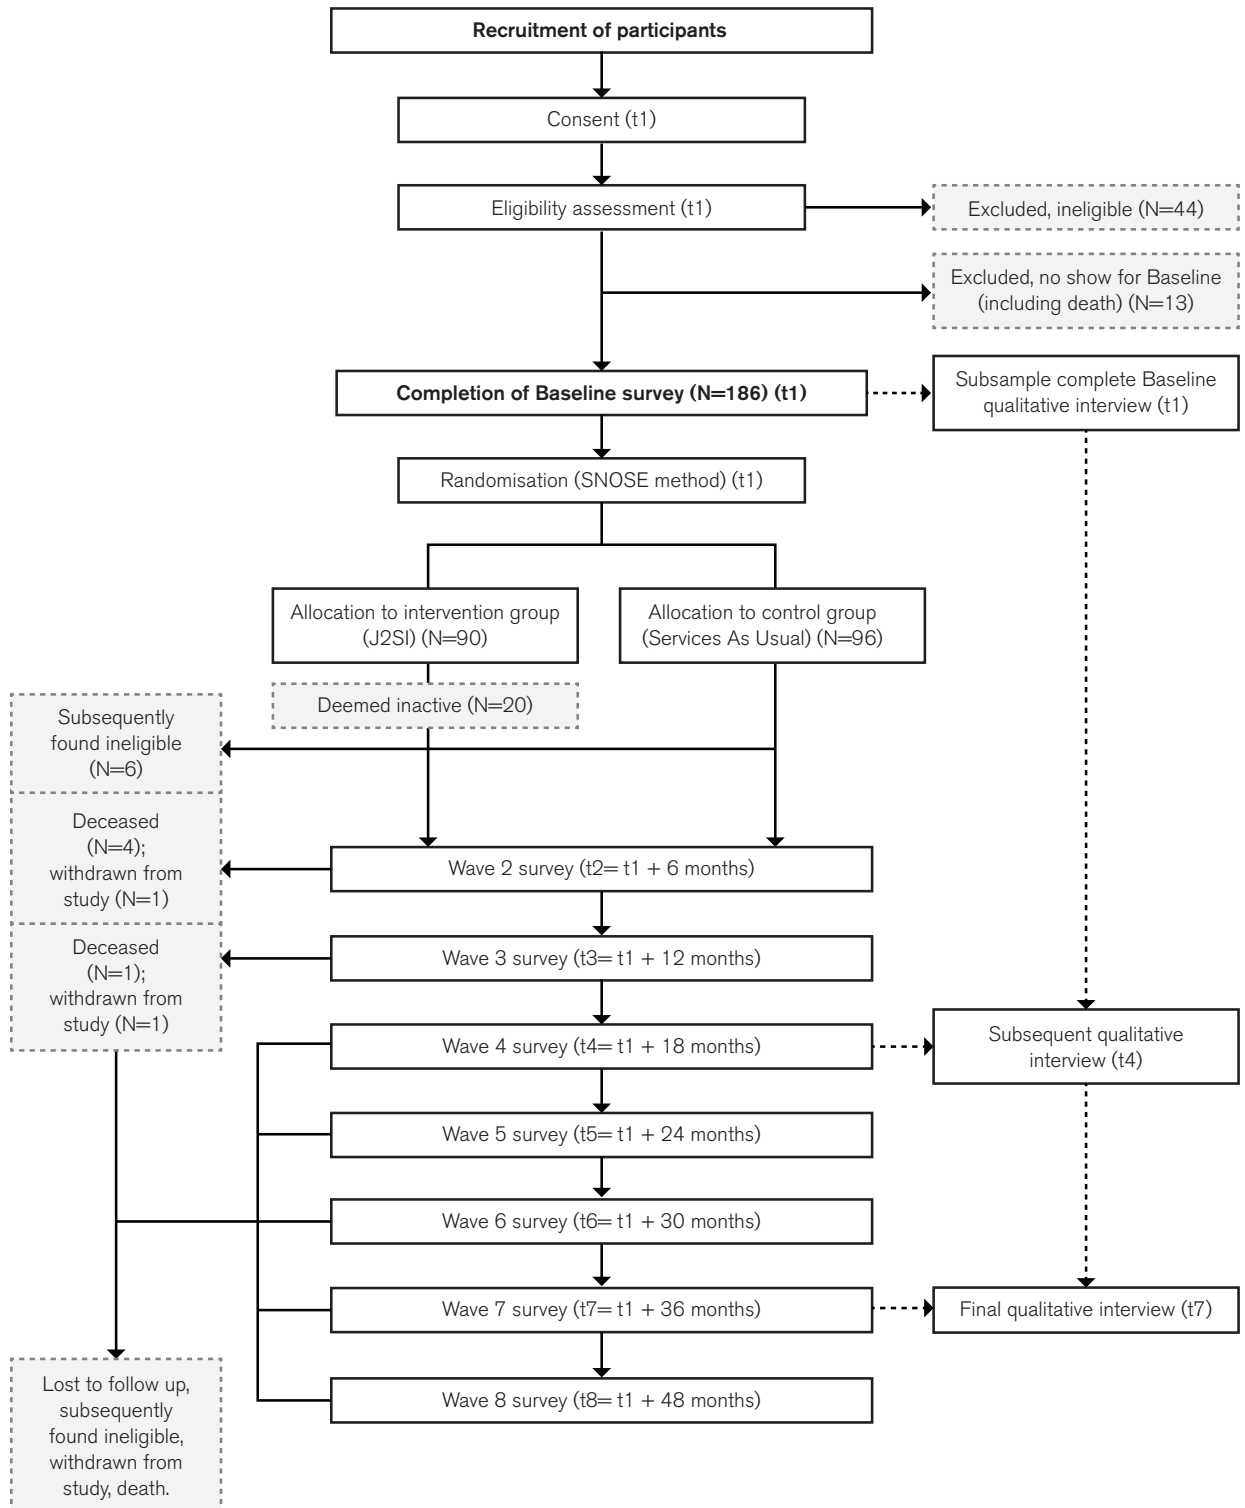 Recruitment of participants
Consent (t1)
Eligibility assessment (t1)
Excluded, ineligible (N=44)
Excluded, no show for Baseline
(including death) (N=13)
Completion of Baseline survey (N=186) (t1)
Subsample complete Baseline
qualitative interview (t1)
Randomisation (SNOSE method) (t1)
Allocation to intervention group
(J2SI) (N=90)
Allocation to control group
(Services As Usual) (N=96)
Deemed inactive (N=20)
Subsequently
found ineligible
(N=6)
Deceased
(N=4);
withdrawn from
study (N=1)
Wave 2 survey (t2= t1 + 6 months)
Deceased
(N=1);
withdrawn from
study (N=1)
Wave 3 survey (t3= t1 + 12 months)
Wave 4 survey (t4= t1 + 18 months)
Subsequent qualitative
interview (t4)
Wave 5 survey (t5= t1 + 24 months)
Wave 6 survey (t6= t1 + 30 months)
Wave 7 survey (t7= t1 + 36 months)
Final qualitative interview (t7)
Wave 8 survey (t8= t1 + 48 months)
Lost to follow up,
subsequently
found ineligible,
withdrawn from
study, death.